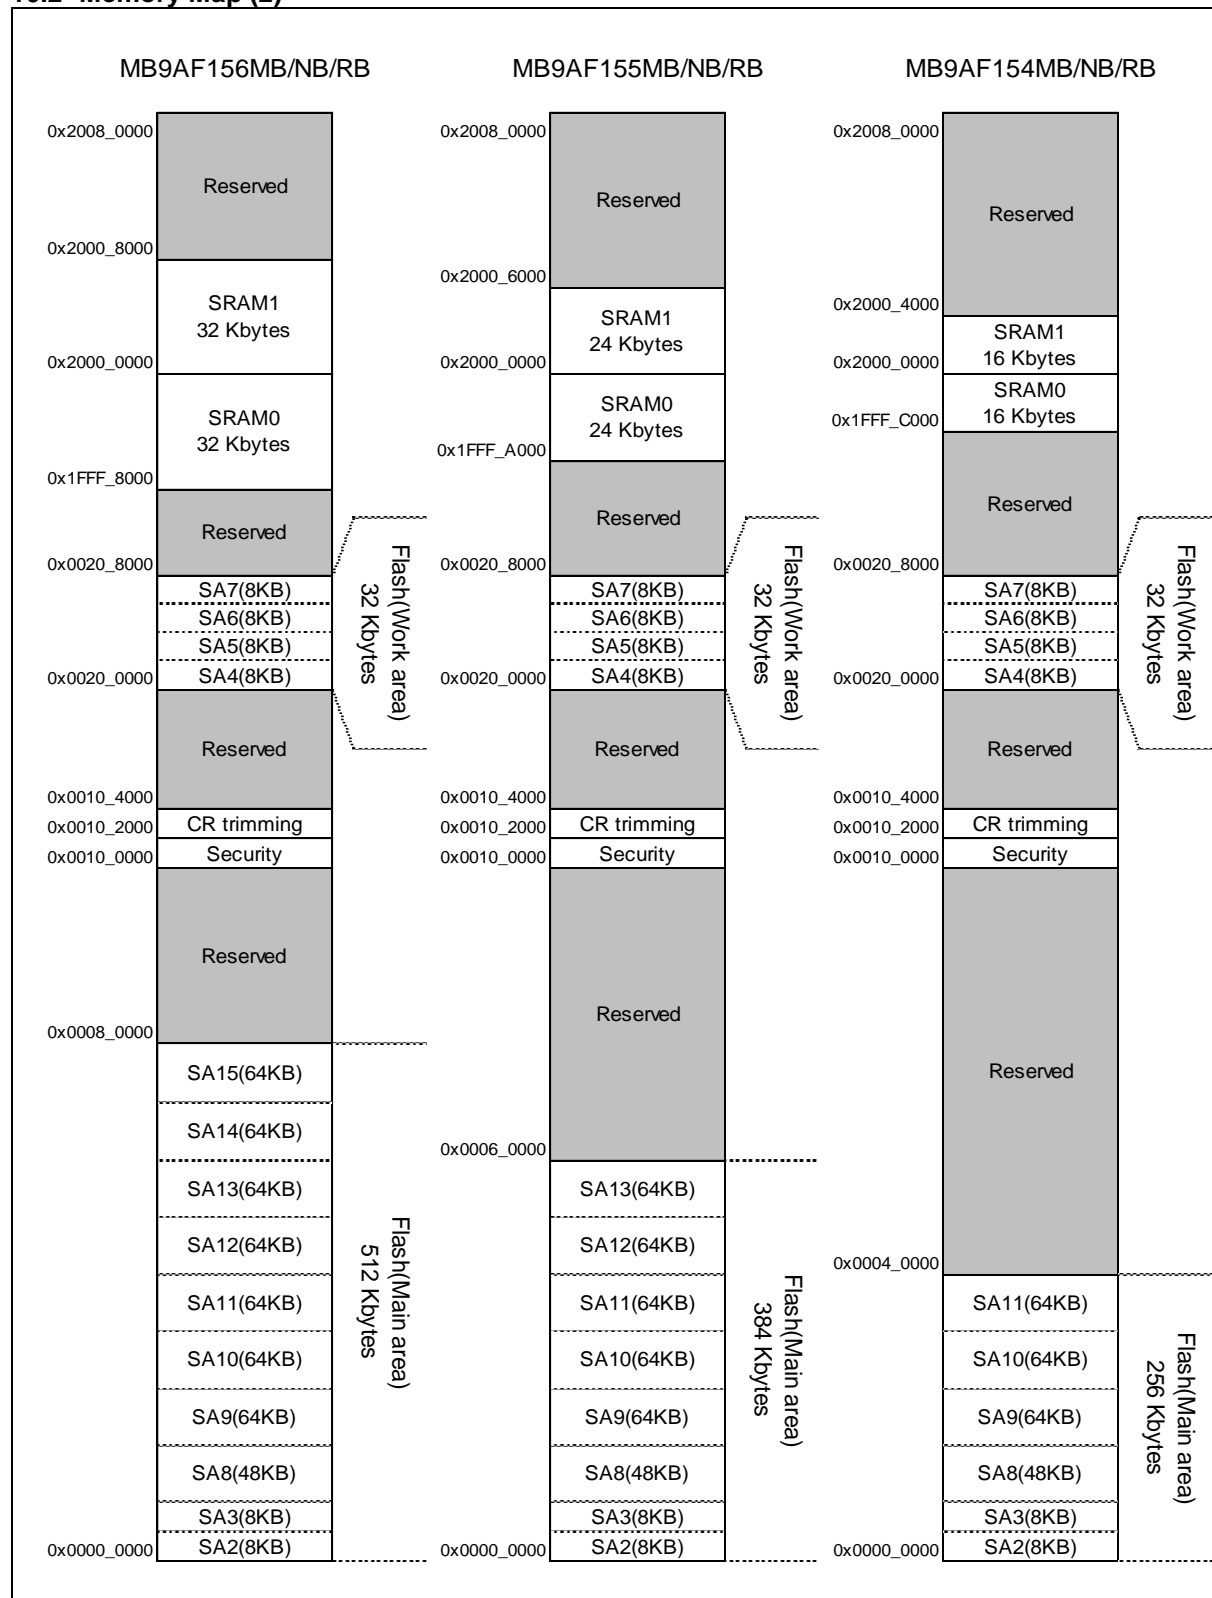 MB9AF156MB/NB/RB
0x2008_0000
Reserved
0x2000_8000
SRAM1
32 Kbytes
0x2000_0000
SRAM0
32 Kbytes
0x1FFF_8000
Reserved
0x0020_8000
SA7(8KB)
SA6(8KB)
SA5(8KB)
SA4(8KB)
0x0020_0000
Flash(Work area)
32 Kbytes
Reserved
0x0010_4000
CR trimming
0x0010_2000
Security
0x0010_0000
Reserved
0x0008_0000
SA15(64KB)
SA14(64KB)
SA13(64KB)
SA12(64KB)
SA11(64KB)
SA10(64KB)
SA9(64KB)
SA8(48KB)
SA3(8KB)
SA2(8KB)
0x0000_0000
Flash(Main area)
512 Kbytes
MB9AF155MB/NB/RB
0x2008_0000
Reserved
0x2000_6000
SRAM1
24 Kbytes
0x2000_0000
SRAM0
24 Kbytes
0x1FFF_A000
Reserved
0x0020_8000
SA7(8KB)
SA6(8KB)
SA5(8KB)
SA4(8KB)
0x0020_0000
Flash(Work area)
32 Kbytes
Reserved
0x0010_4000
CR trimming
0x0010_2000
Security
0x0010_0000
Reserved
0x0006_0000
SA13(64KB)
SA12(64KB)
SA11(64KB)
SA10(64KB)
SA9(64KB)
SA8(48KB)
SA3(8KB)
SA2(8KB)
0x0000_0000
Flash(Main area)
384 Kbytes
MB9AF154MB/NB/RB
0x2008_0000
Reserved
0x2000_4000
SRAM1
16 Kbytes
0x2000_0000
SRAM0
16 Kbytes
0x1FFF_C000
Reserved
0x0020_8000
SA7(8KB)
SA6(8KB)
SA5(8KB)
SA4(8KB)
0x0020_0000
Flash(Work area)
32 Kbytes
Reserved
0x0010_4000
CR trimming
0x0010_2000
Security
0x0010_0000
Reserved
0x0004_0000
SA11(64KB)
SA10(64KB)
SA9(64KB)
SA8(48KB)
SA3(8KB)
SA2(8KB)
0x0000_0000
Flash(Main area)
256 Kbytes